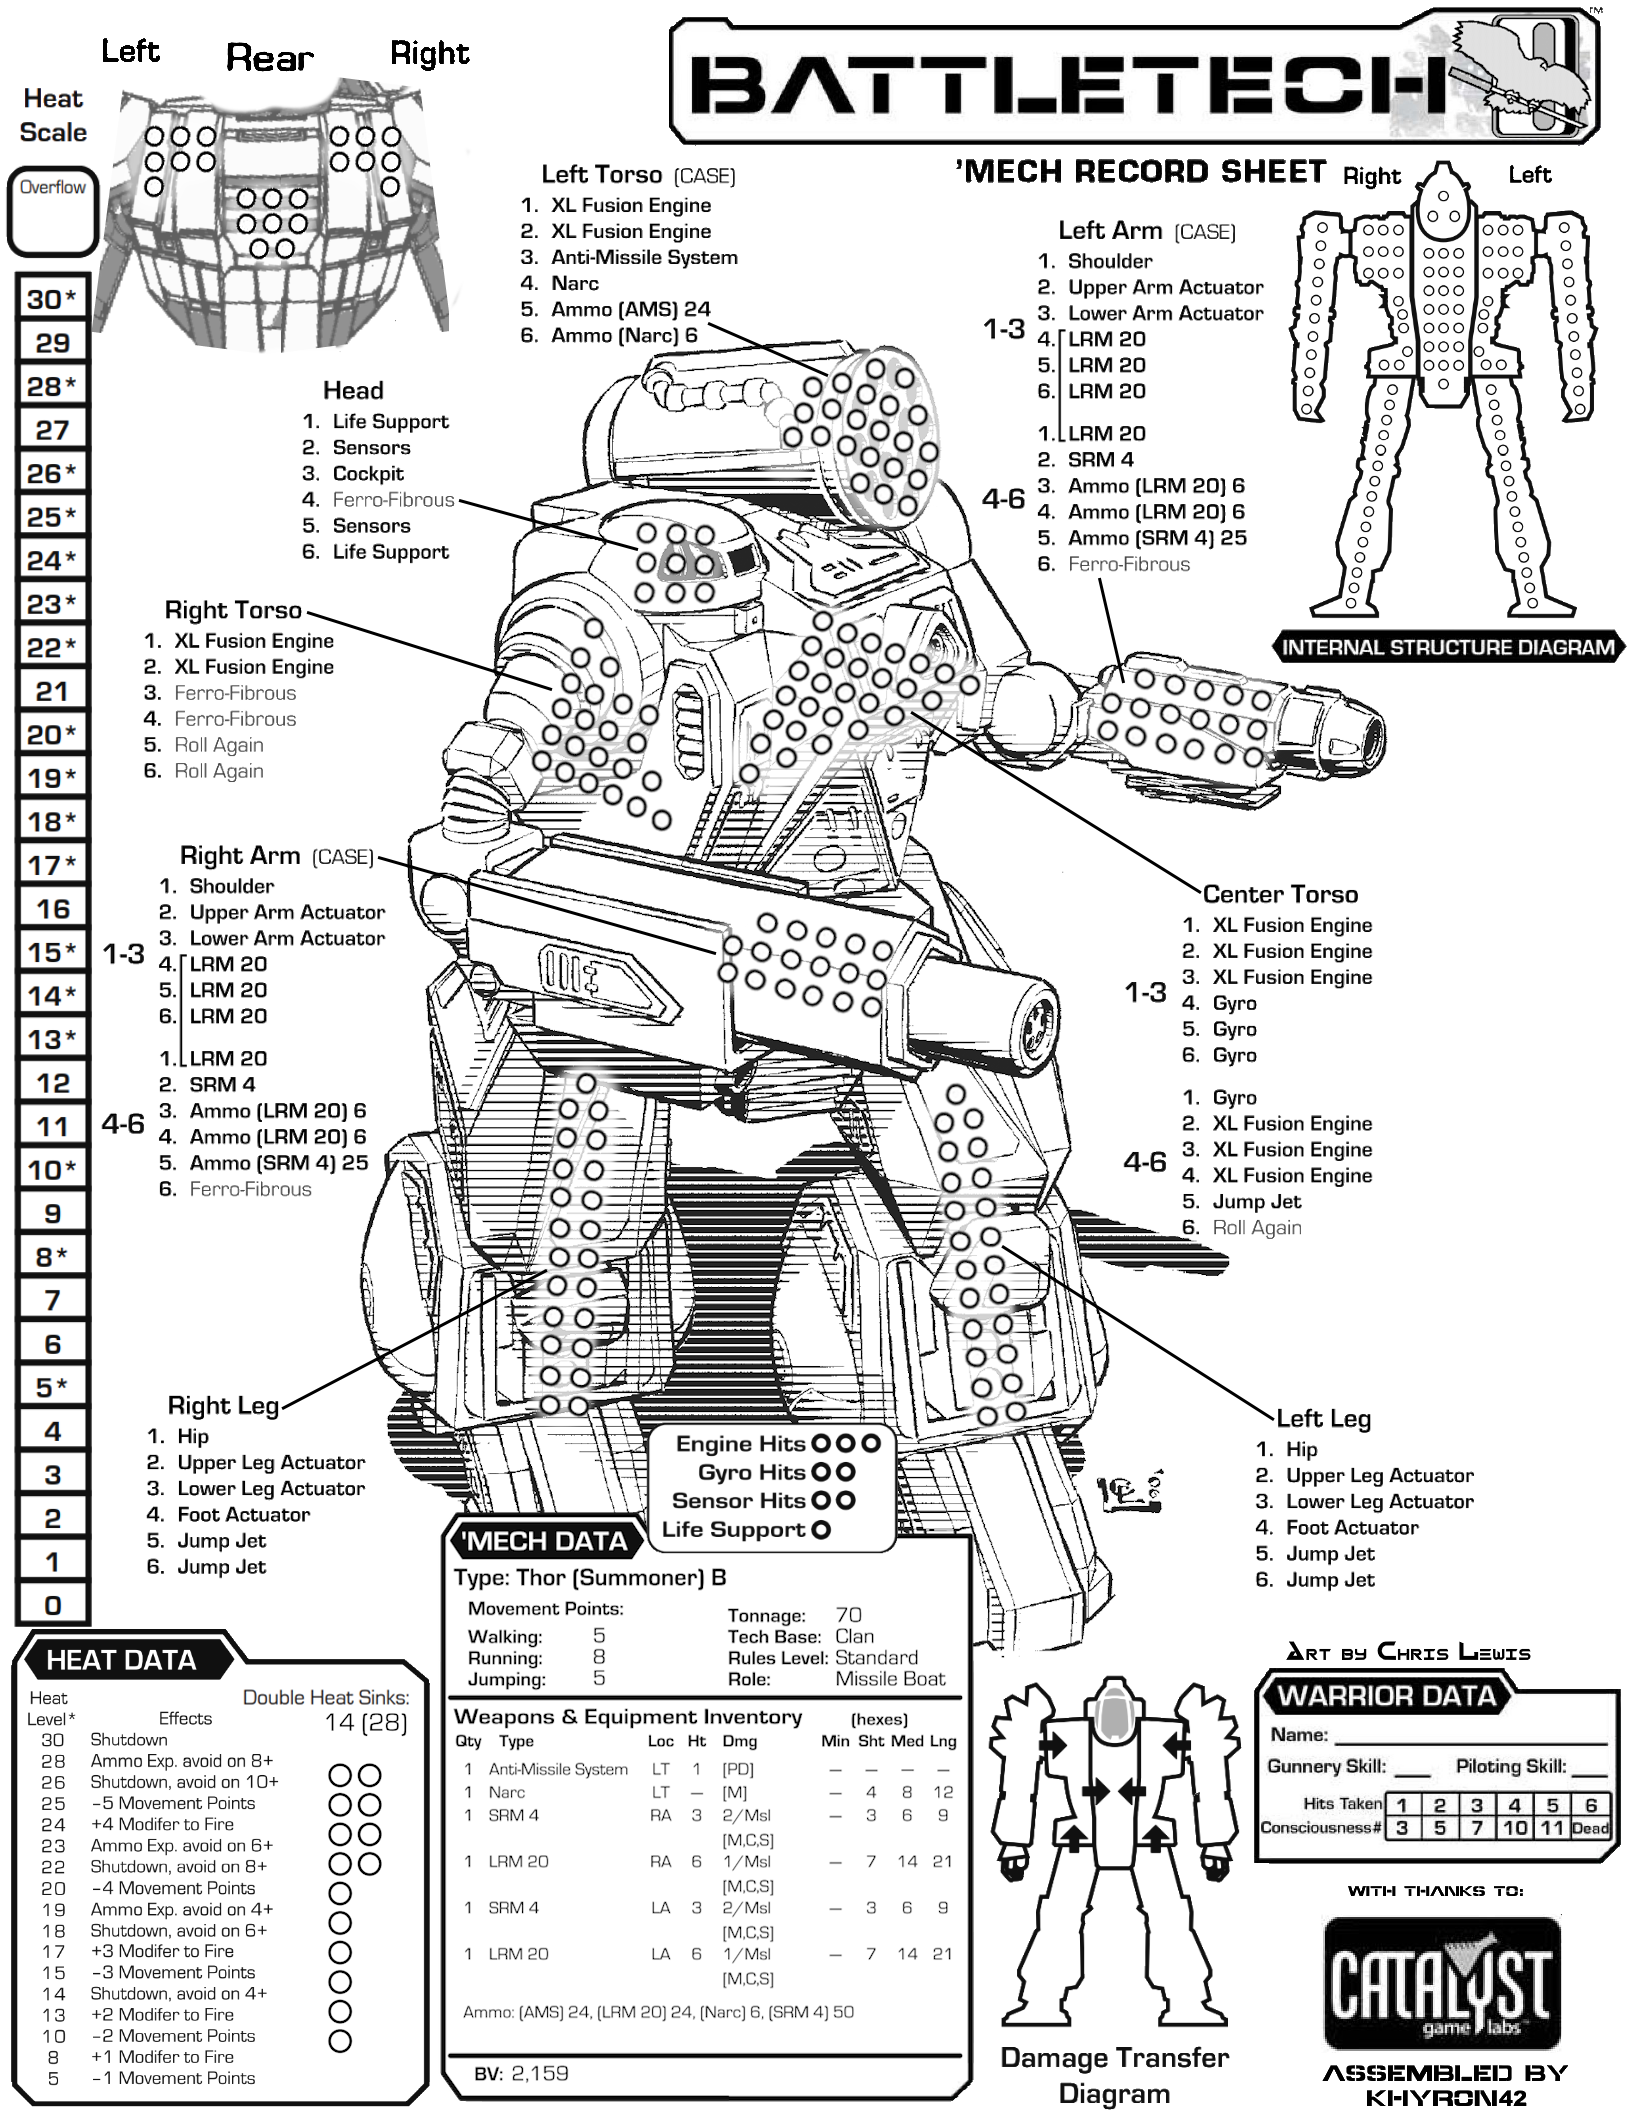 Left Rear Right
BATTLETECH
TM
Heat
Scale
Overflow
30*
29
28*
27
26*
25*
24*
23*
22*
21
20*
19*
18*
17*
16
15*
14*
13*
12
11
10*
9
8*
7
6
5*
4
3
2
1
0
Left Torso (CASE)
1. XL Fusion Engine
2. XL Fusion Engine
3. Anti-Missile System
4. Narc
5. Ammo (AMS) 24
6. Ammo (Narc) 6
'MECH RECORD SHEET
Right Left
INTERNAL STRUCTURE DIAGRAM
Left Arm (CASE)
1. Shoulder
2. Upper Arm Actuator
3. Lower Arm Actuator
1-3
4. LRM 20
5. LRM 20
6. LRM 20
1. LRM 20
2. SRM 4
4-6
3. Ammo (LRM 20) 6
4. Ammo (LRM 20) 6
5. Ammo (SRM 4) 25
6. Ferro-Fibrous
Head
1. Life Support
2. Sensors
3. Cockpit
4. Ferro-Fibrous
5. Sensors
6. Life Support
Right Torso
1. XL Fusion Engine
2. XL Fusion Engine
3. Ferro-Fibrous
4. Ferro-Fibrous
5. Roll Again
6. Roll Again
Right Arm (CASE)
1. Shoulder
2. Upper Arm Actuator
3. Lower Arm Actuator
1-3
4. LRM 20
5. LRM 20
6. LRM 20
1. LRM 20
2. SRM 4
4-6
3. Ammo (LRM 20) 6
4. Ammo (LRM 20) 6
5. Ammo (SRM 4) 25
6. Ferro-Fibrous
Center Torso
1. XL Fusion Engine
2. XL Fusion Engine
3. XL Fusion Engine
1-3
4. Gyro
5. Gyro
6. Gyro
1. Gyro
2. XL Fusion Engine
3. XL Fusion Engine
4-6
4. XL Fusion Engine
5. Jump Jet
6. Roll Again
Right Leg
1. Hip
2. Upper Leg Actuator
3. Lower Leg Actuator
4. Foot Actuator
5. Jump Jet
6. Jump Jet
Left Leg
1. Hip
2. Upper Leg Actuator
3. Lower Leg Actuator
4. Foot Actuator
5. Jump Jet
6. Jump Jet
Engine Hits
Gyro Hits
Sensor Hits
Life Support
'MECH DATA
Type: Thor (Summoner) B
Movement Points:
Walking: 5
Running: 8
Jumping: 5
Tonnage: 70
Tech Base: Clan
Rules Level: Standard
Role: Missile Boat
Weapons & Equipment Inventory (hexes)
Qty Type Loc Ht Dmg Min Sht Med Lng
1 Anti-Missile System LT 1 [PD] — — — —
1 Narc LT — [M] — 4 8 12
1 SRM 4 RA 3 2/Msl — 3 6 9
[M,C,S]
1 LRM 20 RA 6 1/Msl — 7 14 21
[M,C,S]
1 SRM 4 LA 3 2/Msl — 3 6 9
[M,C,S]
1 LRM 20 LA 6 1/Msl — 7 14 21
[M,C,S]
Ammo: (AMS) 24, (LRM 20) 24, (Narc) 6, (SRM 4) 50
BV: 2,159
HEAT DATA
Heat
Level* Effects
Double Heat Sinks:
14 (28)
30 Shutdown
28 Ammo Exp. avoid on 8+
26 Shutdown, avoid on 10+
25 -5 Movement Points
24 +4 Modifer to Fire
23 Ammo Exp. avoid on 6+
22 Shutdown, avoid on 8+
20 -4 Movement Points
19 Ammo Exp. avoid on 4+
18 Shutdown, avoid on 6+
17 +3 Modifer to Fire
15 -3 Movement Points
14 Shutdown, avoid on 4+
13 +2 Modifer to Fire
10 -2 Movement Points
8 +1 Modifer to Fire
5 -1 Movement Points
Damage Transfer
Diagram
ART BY CHRIS LEWIS
WARRIOR DATA
Name:
Gunnery Skill: Piloting Skill:
Hits Taken 1 2 3 4 5 6
Consciousness# 3 5 7 10 11 Dead
WITH THANKS TO:
CATALYST
game labs
ASSEMBLED BY
KHYRON42